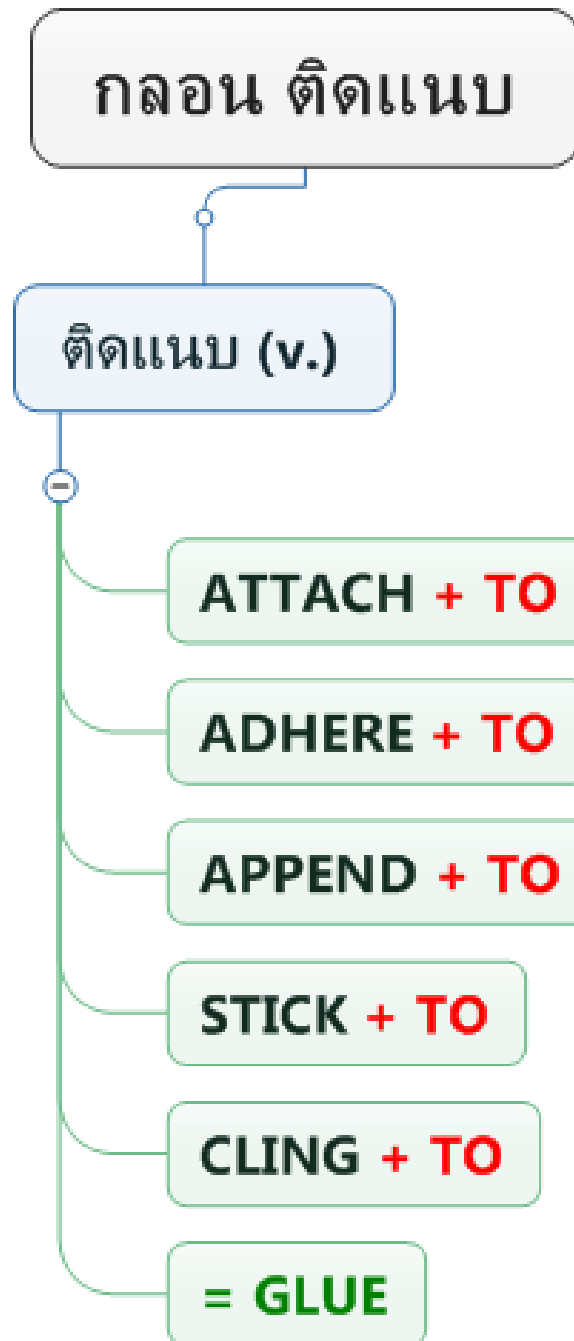 กลอน ติดแนบ
ติดแนบ (v.)
ATTACH + TO
ADHERE + TO
APPEND + TO
STICK + TO
CLING + TO
= GLUE